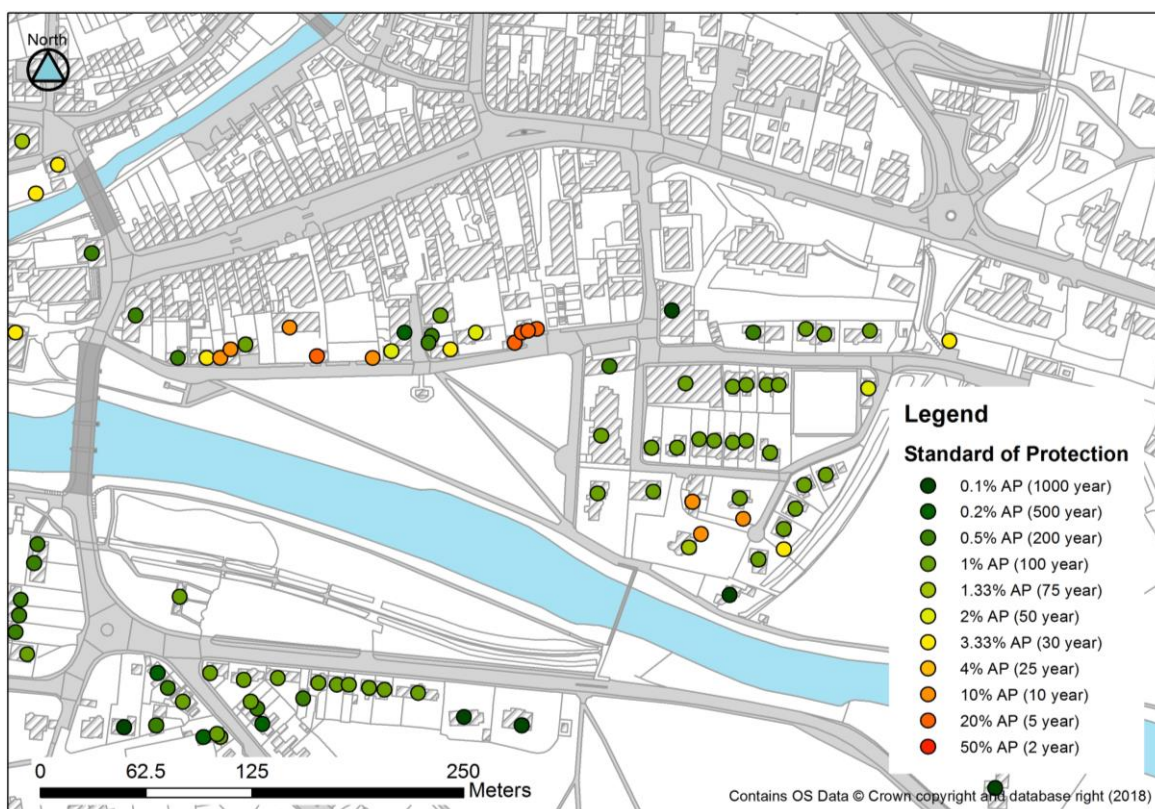 North
Legend
Standard of Protection
0.1% AP (1000 year)
0.2% AP (500 year)
0.5% AP (200 year)
1% AP (100 year)
1.33% AP (75 year)
2% AP (50 year)
3.33% AP (30 year)
4% AP (25 year)
10% AP (10 year)
20% AP (5 year)
50% AP (2 year)
0 62.5 125 250
Meters
Contains OS Data © Crown copyright and database right (2018)